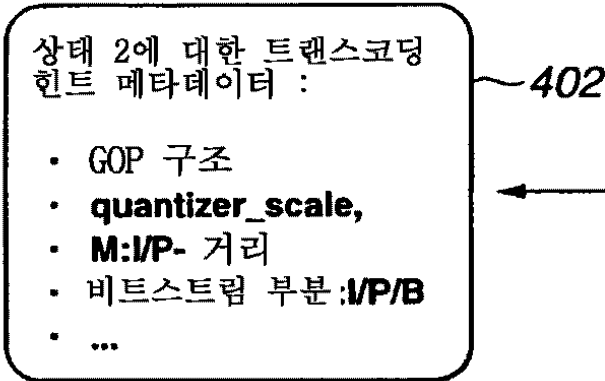 상태 2에 대한 트랜스코딩
힌트 메타데이터 :
402
· GOP 구조
· quantizer_scale,
· M:I/P- 거리
· 비트스트림 부분:I/P/B
· ...